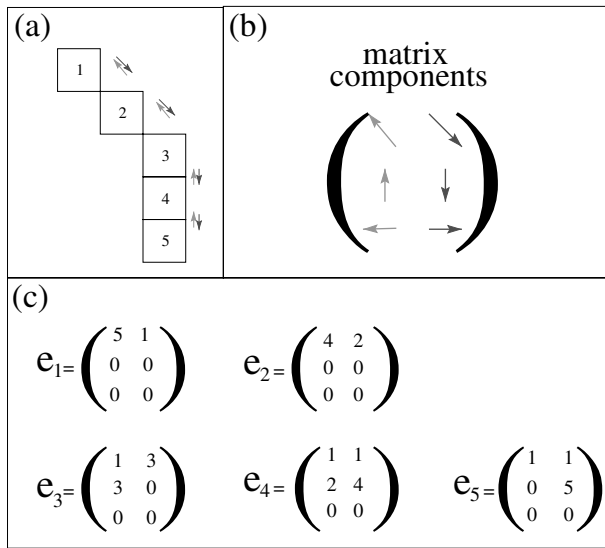 (a)
1
2
3
4
5
(b)
matrix
components
(c)
e1=
5 1
0 0
0 0
e2=
4 2
0 0
0 0
e3=
1 3
3 0
0 0
e4=
1 1
2 4
0 0
e5=
1 1
0 5
0 0